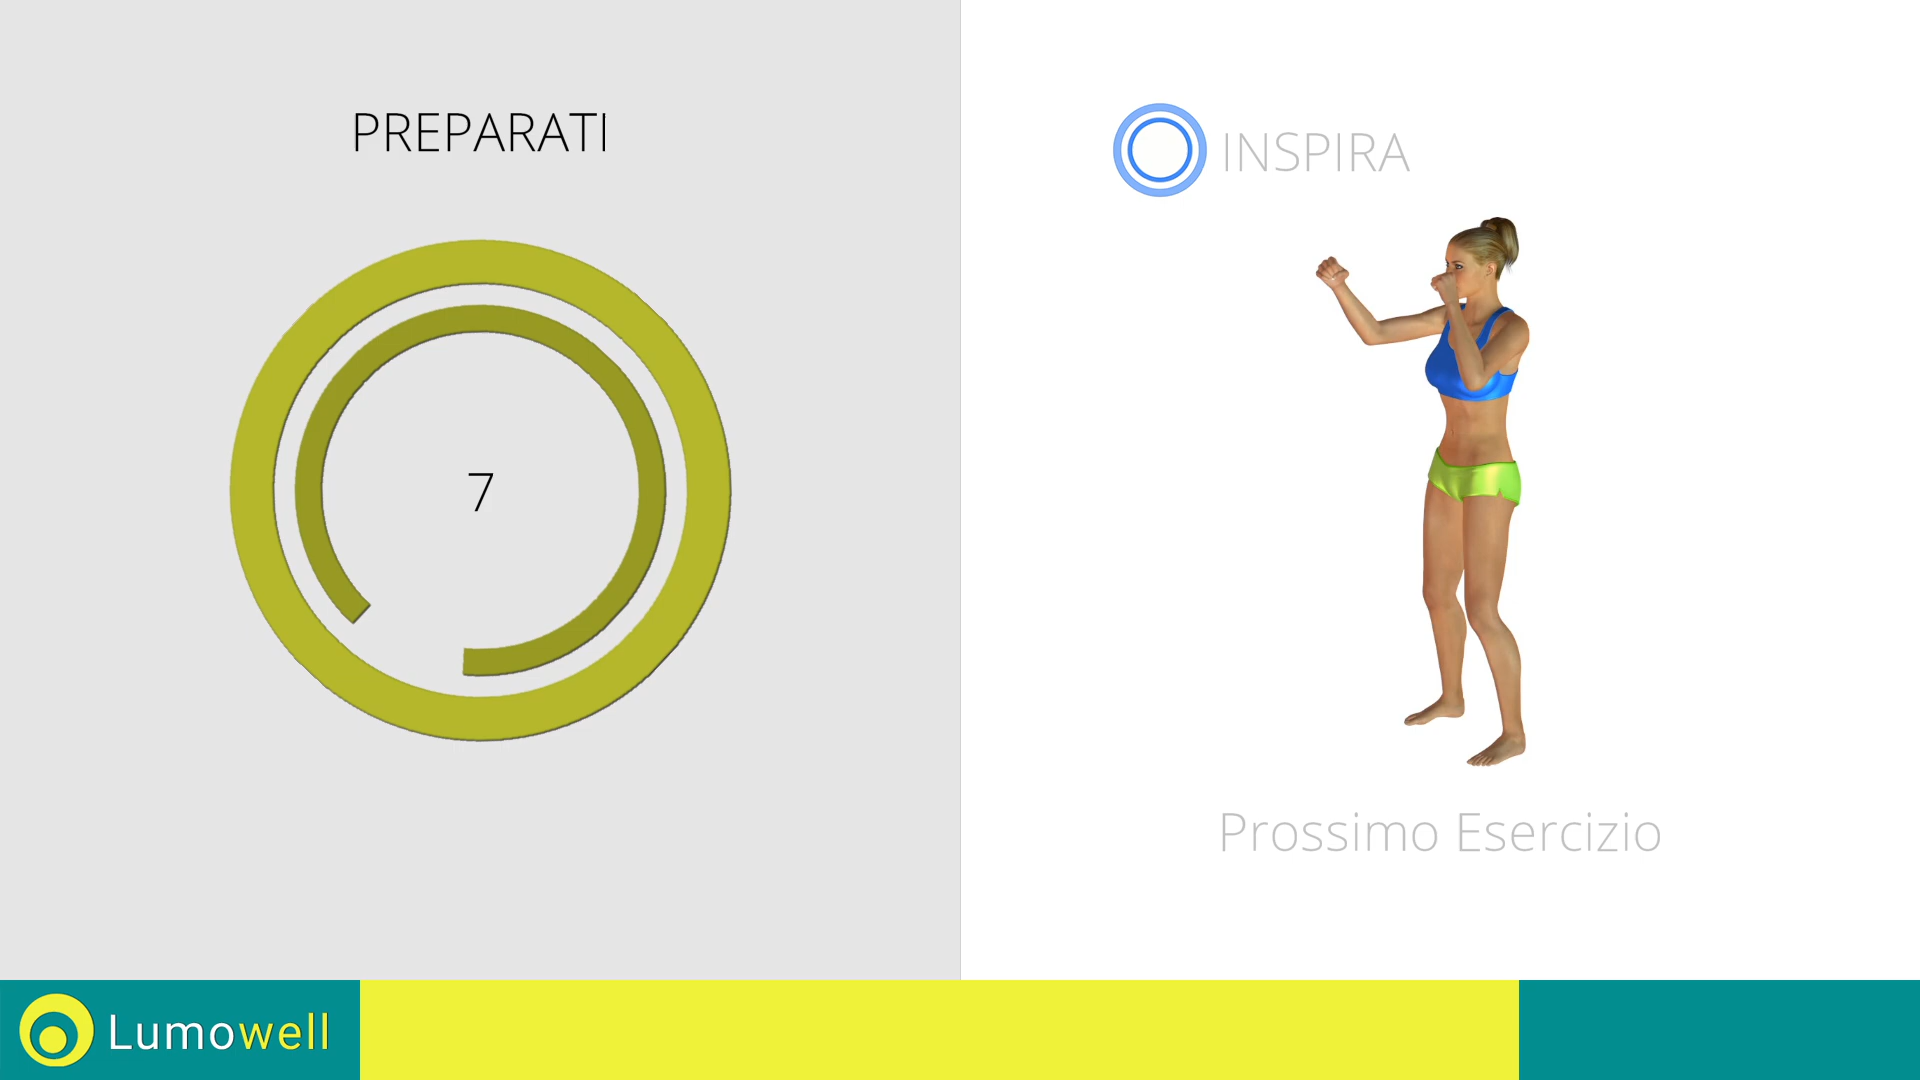 PREPARATI
7
INSPIRA
Prossimo Esercizio
Lumowell